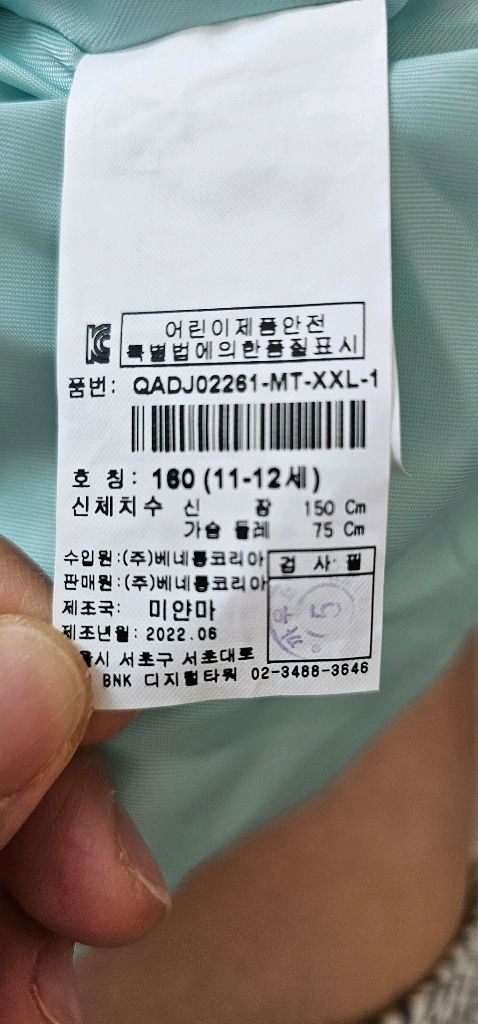 어린이제품안전
특별법에의한품질표시
품번: QADJ02261-MT-XXL-1
호 칭: 160 (11-12세)
신체치수 신 장 150 Cm
가슴 둘레 75 Cm
수입원:(주)베네통코리아
검 사 필
판매원:(주)베네통코리아
제조국: 미얀마
제조년월: 2022.06
서초구 서초대로
BNK 디지털타워 02-3488-3646